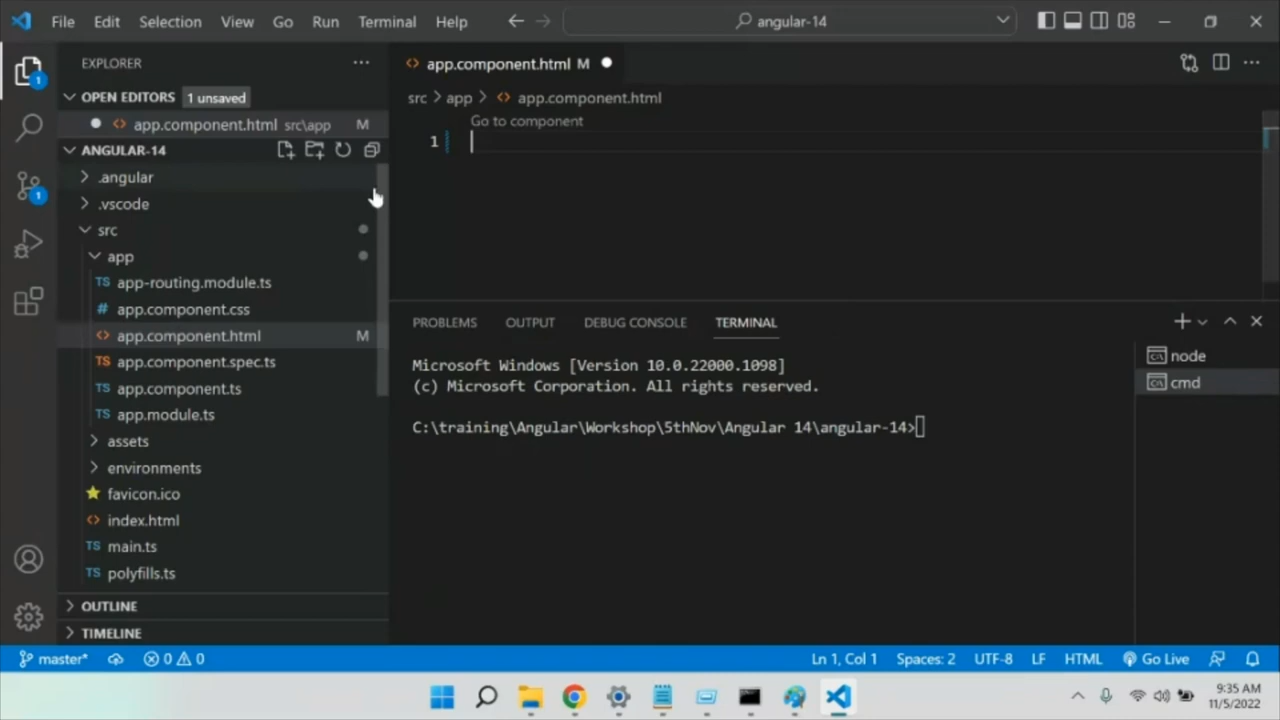 File Edit Selection View Go Run Terminal Help
angular-14
EXPLORER
OPEN EDITORS 1 unsaved
app.component.html src\app M
ANGULAR-14
.angular
.vscode
src
app
app-routing.module.ts
app.component.css
app.component.html M
app.component.spec.ts
app.component.ts
app.module.ts
assets
environments
favicon.ico
index.html
main.ts
polyfills.ts
OUTLINE
TIMELINE
app.component.html M
src > app > app.component.html
Go to component
1
PROBLEMS OUTPUT DEBUG CONSOLE TERMINAL
Microsoft Windows [Version 10.0.22000.1098]
(c) Microsoft Corporation. All rights reserved.
C:\training\Angular\Workshop\5thNov\Angular 14\angular-14>
node
cmd
master* 0 0 Ln 1, Col 1 Spaces: 2 UTF-8 LF HTML Go Live
9:35 AM
11/5/2022